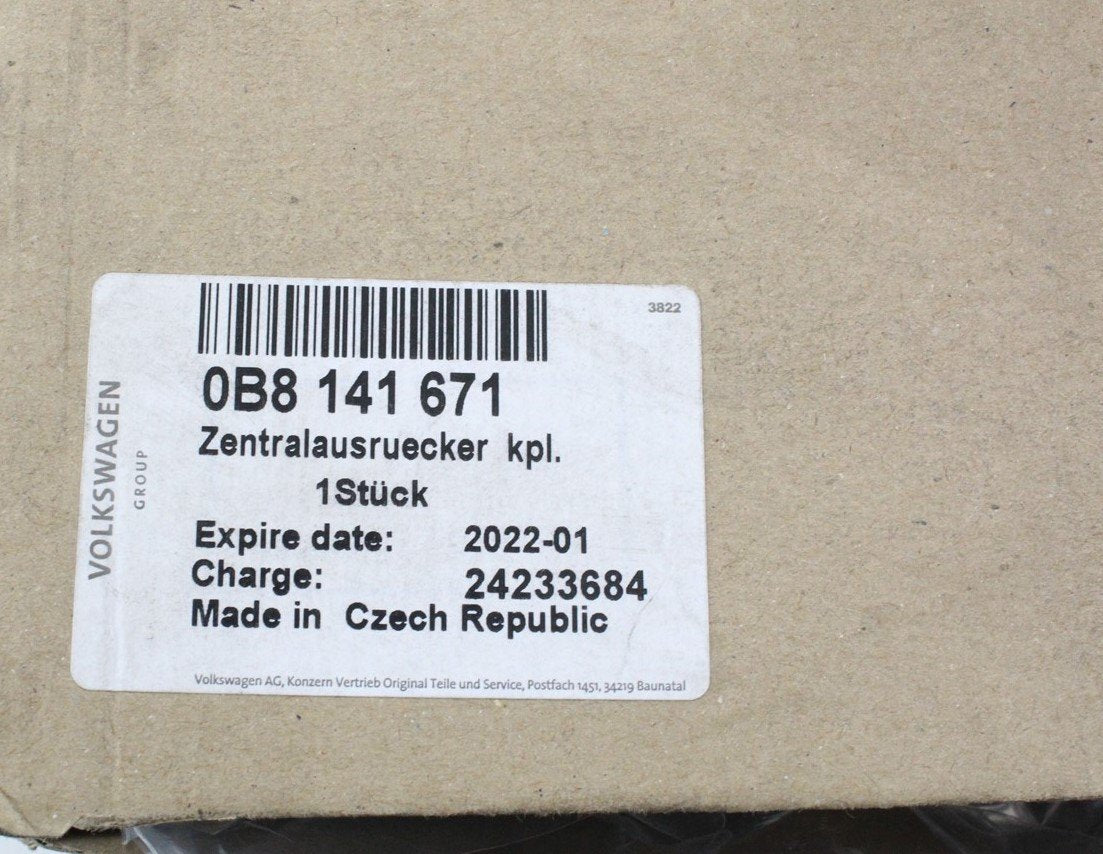 3822
0B8 141 671
Zentralausruecker kpl.
1Stück
Expire date: 2022-01
Charge: 24233684
Made in Czech Republic
VOLKSWAGEN
GROUP
Volkswagen AG, Konzern Vertrieb Original Teile und Service, Postfach 1451, 34219 Baunatal